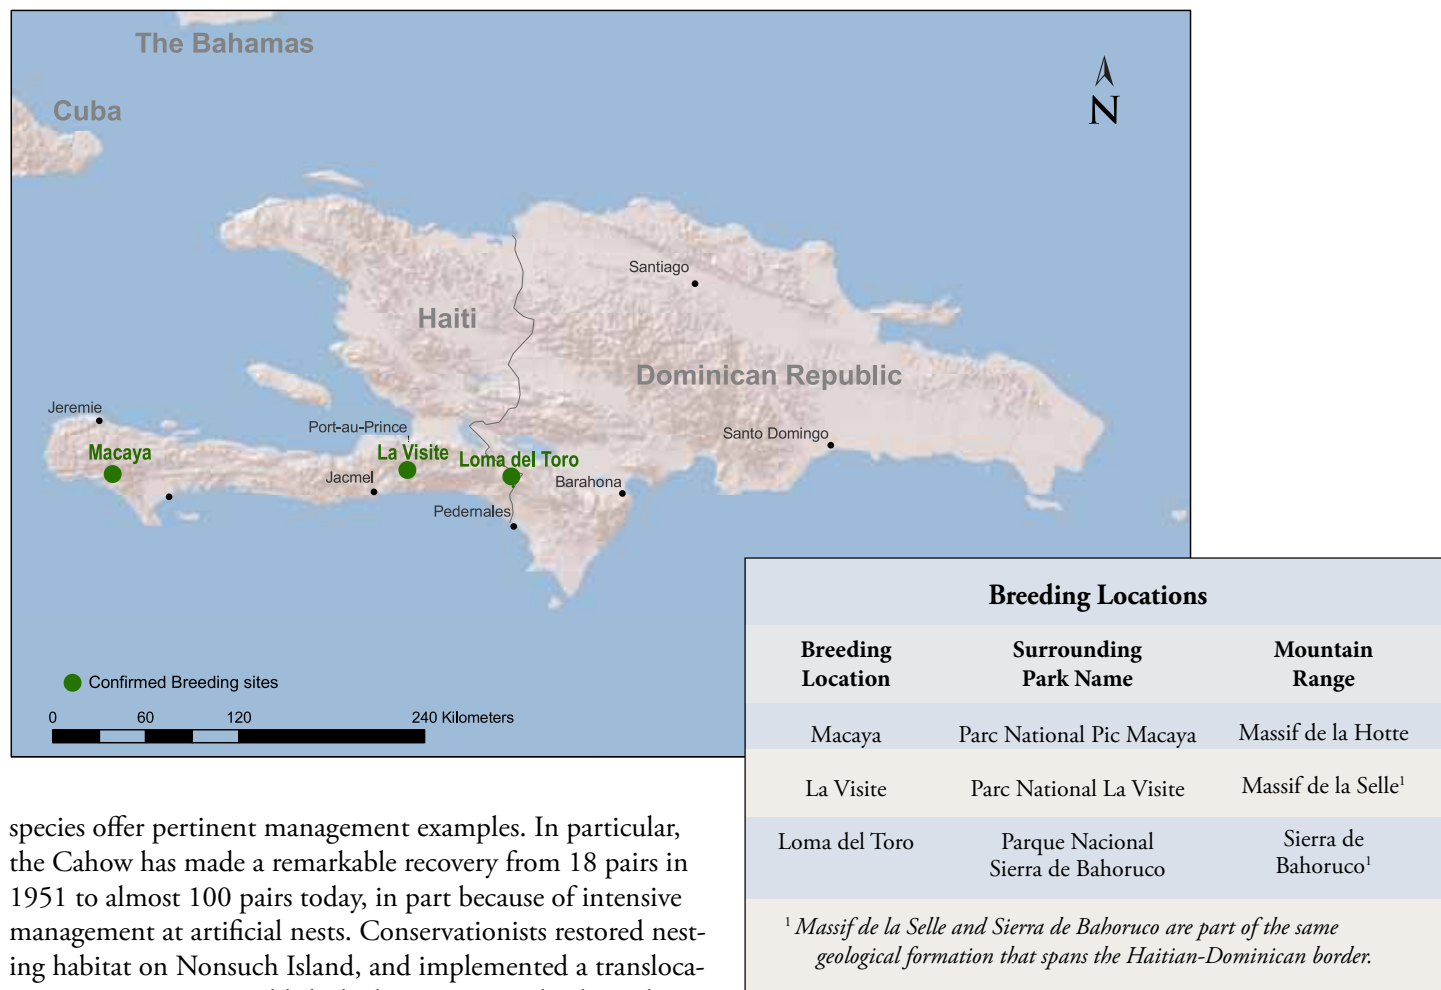 The Bahamas
Cuba
N
Santiago
Haiti
Dominican Republic
Jeremie
Port-au-Prince
Santo Domingo
Macaya
La Visite
Loma del Toro
Jacmel
Barahona
Pedernales
Confirmed Breeding sites
0 60 120 240 Kilometers
Breeding Locations
Breeding Location
Surrounding Park Name
Mountain Range
Macaya Parc National Pic Macaya Massif de la Hotte
La Visite Parc National La Visite Massif de la Selle¹
Loma del Toro Parque Nacional Sierra de Bahoruco Sierra de Bahoruco¹
¹ Massif de la Selle and Sierra de Bahoruco are part of the same
geological formation that spans the Haitian-Dominican border.
species offer pertinent management examples. In particular,
the Cahow has made a remarkable recovery from 18 pairs in
1951 to almost 100 pairs today, in part because of intensive
management at artificial nests. Conservationists restored nest-
ing habitat on Nonsuch Island, and implemented a transloca-